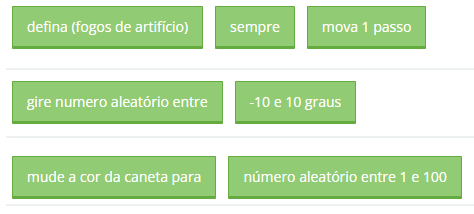 defina (fogos de artifício) sempre mova 1 passo
gire numero aleatório entre -10 e 10 graus
mude a cor da caneta para número aleatório entre 1 e 100